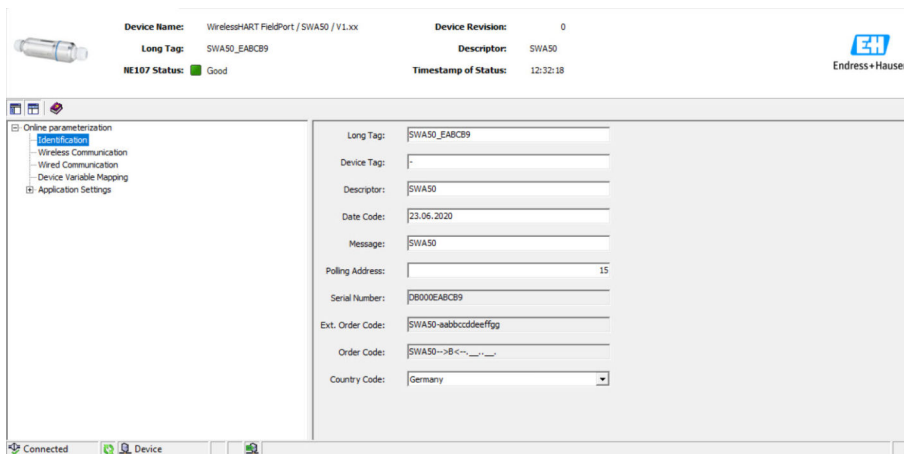 Device Name: WirelessHART FieldPort / SWA50 / V1.xx Device Revision: 0
Long Tag: SWA50_EABCB9 Descriptor: SWA50
NE107 Status: Good Timestamp of Status: 12:32:18
EH
Endress+Hauser
Online parameterization
Identification
Wireless Communication
Wired Communication
Device Variable Mapping
Application Settings
Long Tag: SWA50_EABCB9
Device Tag: -
Descriptor: SWA50
Date Code: 23.06.2020
Message: SWA50
Polling Address: 15
Serial Number: DB000EABCB9
Ext. Order Code: SWA50-aabbccddeeffgg
Order Code: SWA50-->B<--.__,..__.
Country Code: Germany
Connected Device